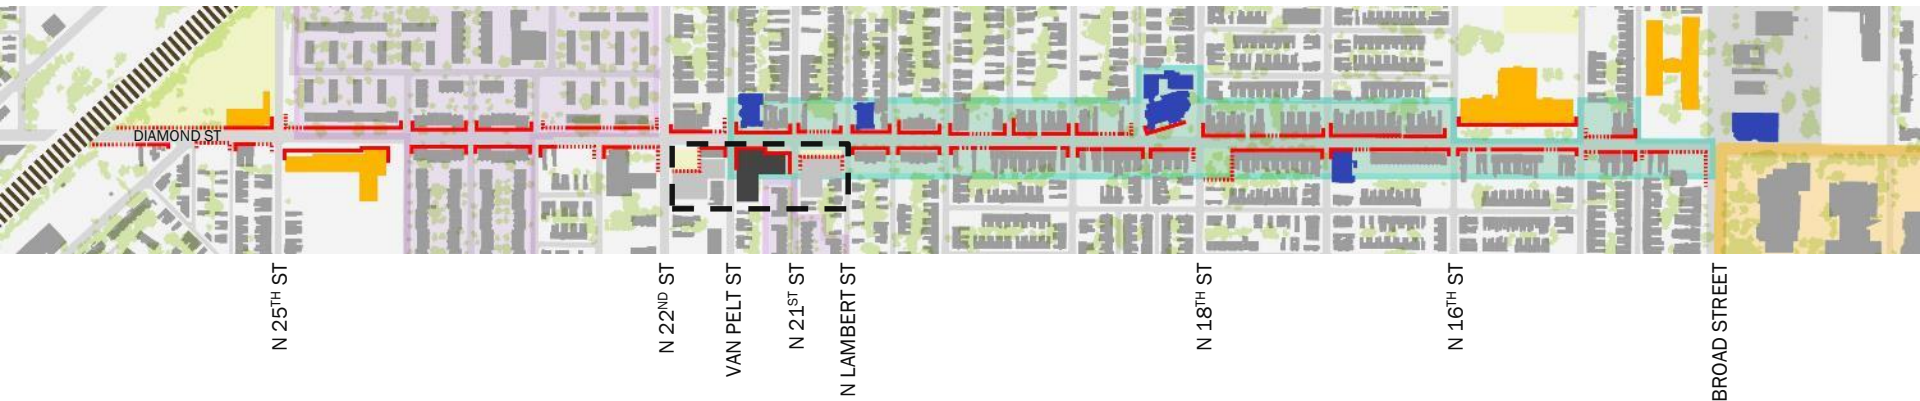 DIAMOND ST
N 25TH ST
N 22ND ST
VAN PELT ST
N 21ST ST
N LAMBERT ST
N 18TH ST
N 16TH ST
BROAD STREET